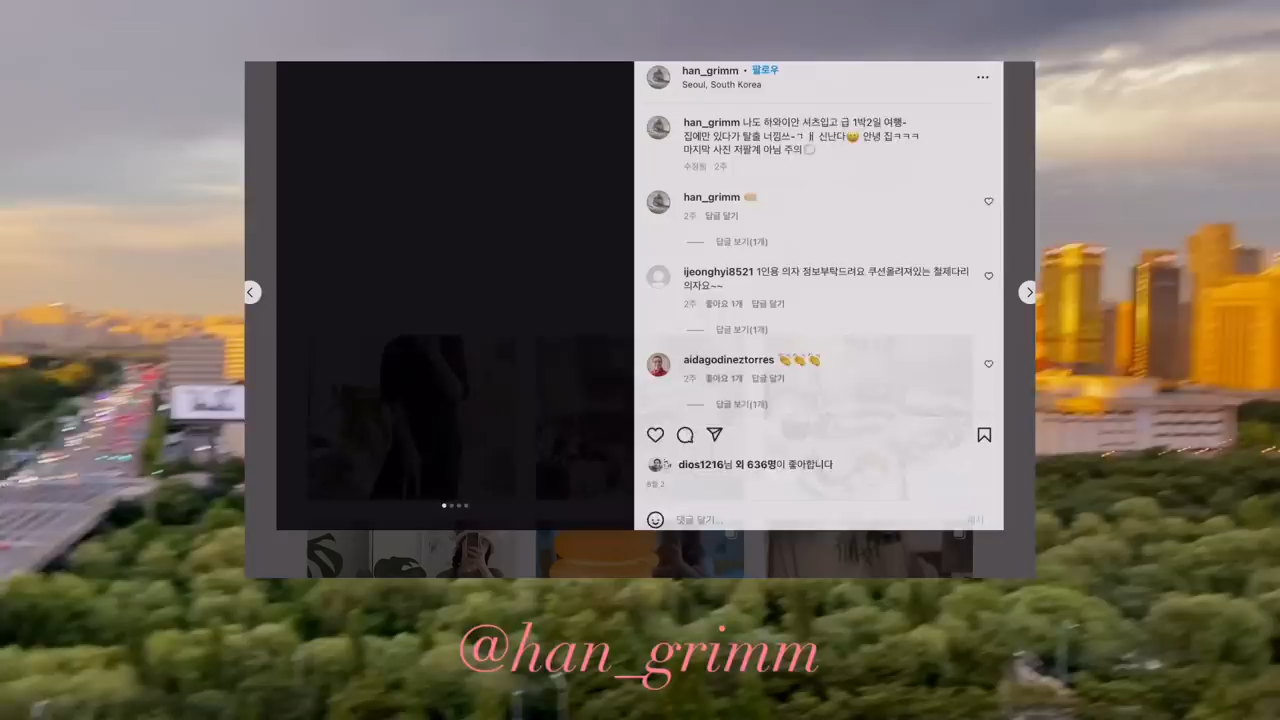 han_grimm • 팔로우
Seoul, South Korea
han_grimm 나도 하와이안 셔츠입고 급 1박2일 여행-
집에만 있다가 탈출 너낌쓰-ㄱ ㅐ 신난다 안녕 집ㅋㅋㅋ
마지막 사진 저팔계 아님 주의
수정됨 · 2주
han_grimm
2주 답글 달기
답글 보기(1개)
ijeonghyi8521 1인용 의자 정보부탁드려요 쿠션올려져있는 철제다리
의자요~~
2주 좋아요 1개 답글 달기
답글 보기(1개)
aidagodineztorres 👏👏👏
2주 좋아요 1개 답글 달기
답글 보기(1개)
dios1216님 외 636명이 좋아합니다
8월 2
댓글 달기...
게시
@han_grimm